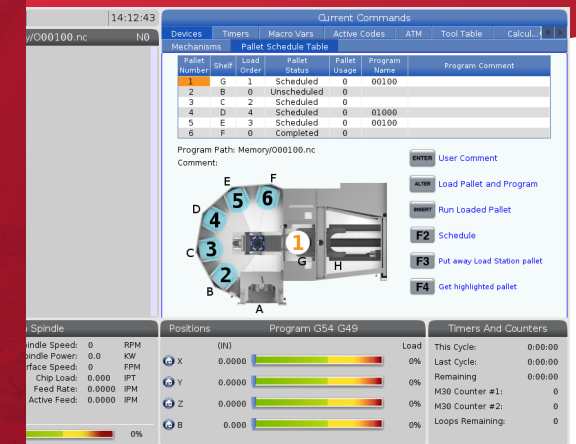 14:12:43
Current Commands
Devices Timers Macro Vars Active Codes ATM Tool Table Calcul...
Mechanisms Pallet Schedule Table
y/O00100.nc N0
Pallet Number Shelf Load Order Pallet Status Pallet Usage Program Name Program Comment
1 G 1 Scheduled 0 00100
2 B 0 Unscheduled 0
3 C 2 Scheduled 0
4 D 4 Scheduled 0 01000
5 E 3 Scheduled 0 00100
6 F 0 Completed 0
Program Path: Memory/O00100.nc
Comment:
ENTER User Comment
ALTER Load Pallet and Program
INSERT Run Loaded Pallet
F2 Schedule
F3 Put away Load Station pallet
F4 Get highlighted pallet
F
E
6
5
D
4
1
C
3
G
H
2
B
A
Spindle
Positions Program G54 G49
Timers And Counters
pindle Speed: 0 RPM
pindle Power: 0.0 KW
rface Speed: 0 FPM
Chip Load: 0.000 IPT
Feed Rate: 0.0000 IPM
Active Feed: 0.0000 IPM
0%
(IN) Load
X 0.0000 0%
Y 0.0000 0%
Z 0.0000 0%
B 0.000 0%
This Cycle: 0:00:00
Last Cycle: 0:00:00
Remaining 0:00:00
M30 Counter #1: 0
M30 Counter #2: 0
Loops Remaining: 0